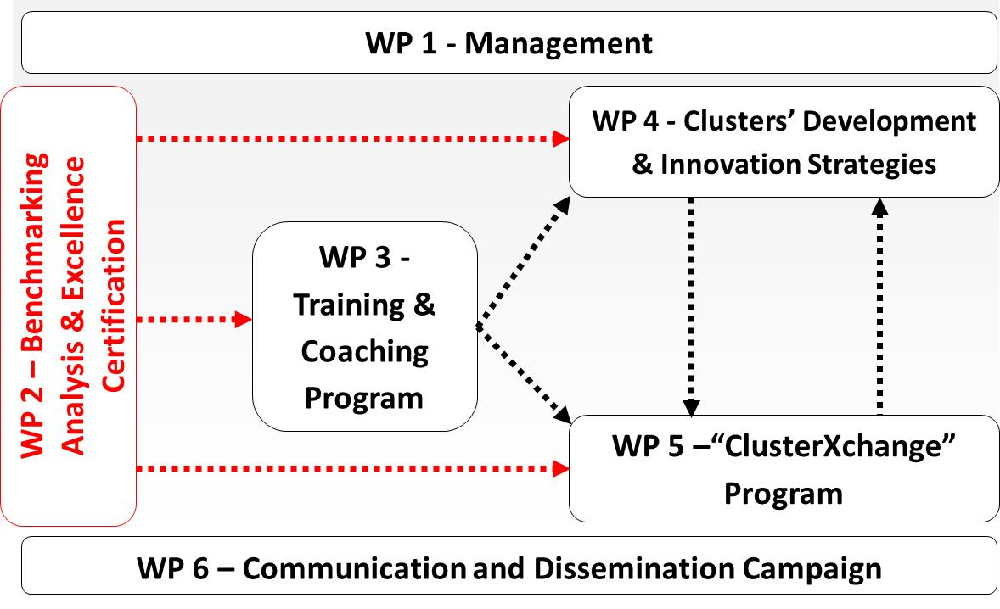 WP 1 - Management
WP 2 – Benchmarking
Analysis & Excellence
Certification
WP 3 -
Training &
Coaching
Program
WP 4 - Clusters’ Development
& Innovation Strategies
WP 5 –“ClusterXchange”
Program
WP 6 – Communication and Dissemination Campaign